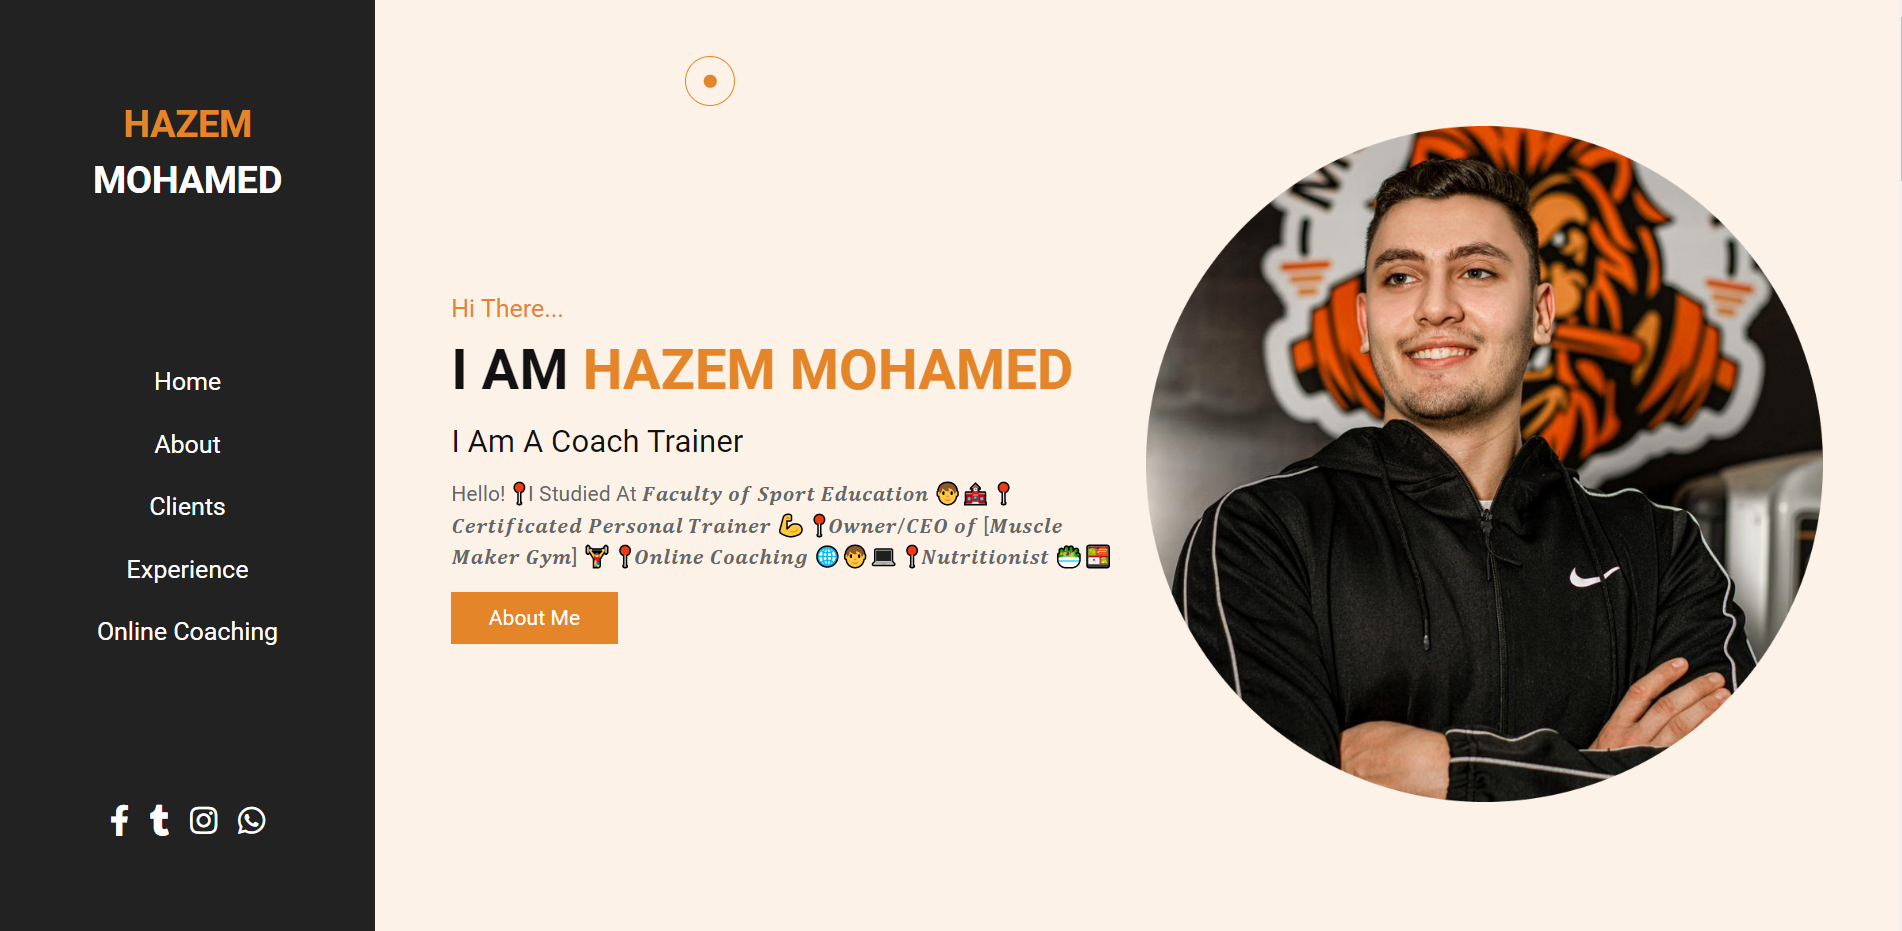 HAZEM
MOHAMED
Home
About
Clients
Experience
Online Coaching
Hi There...
I AM HAZEM MOHAMED
I Am A Coach Trainer
Hello! 📍I Studied At 𝑭𝒂𝒄𝒖𝒍𝒕𝒚 𝒐𝒇 𝑺𝒑𝒐𝒓𝒕 𝑬𝒅𝒖𝒄𝒂𝒕𝒊𝒐𝒏 🧑🏫 📍
𝑪𝒆𝒓𝒕𝒊𝒇𝒊𝒄𝒂𝒕𝒆𝒅 𝑷𝒆𝒓𝒔𝒐𝒏𝒂𝒍 𝑻𝒓𝒂𝒊𝒏𝒆𝒓 💪 📍𝑶𝒘𝒏𝒆𝒓/𝑪𝑬𝑶 𝒐𝒇 [𝑴𝒖𝒔𝒄𝒍𝒆
𝑴𝒂𝒌𝒆𝒓 𝑮𝒚𝒎] 🏋️ 📍𝑶𝒏𝒍𝒊𝒏𝒆 𝑪𝒐𝒂𝒄𝒉𝒊𝒏𝒈 🌐🧑💻 📍𝑵𝒖𝒕𝒓𝒊𝒕𝒊𝒐𝒏𝒊𝒔𝒕 🥗🍱
About Me